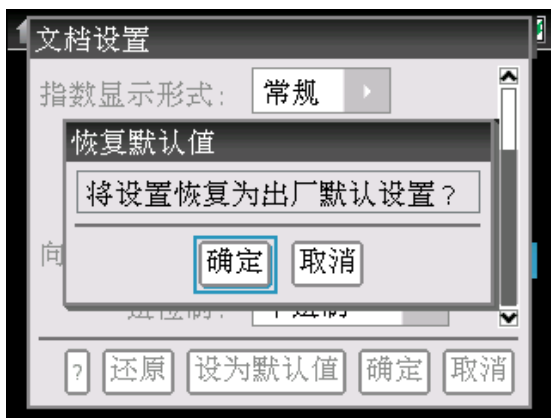 文档设置
指数显示形式: 常规
恢复默认值
将设置恢复为出厂默认设置？
向
确定 取消
? 还原 设为默认值 确定 取消